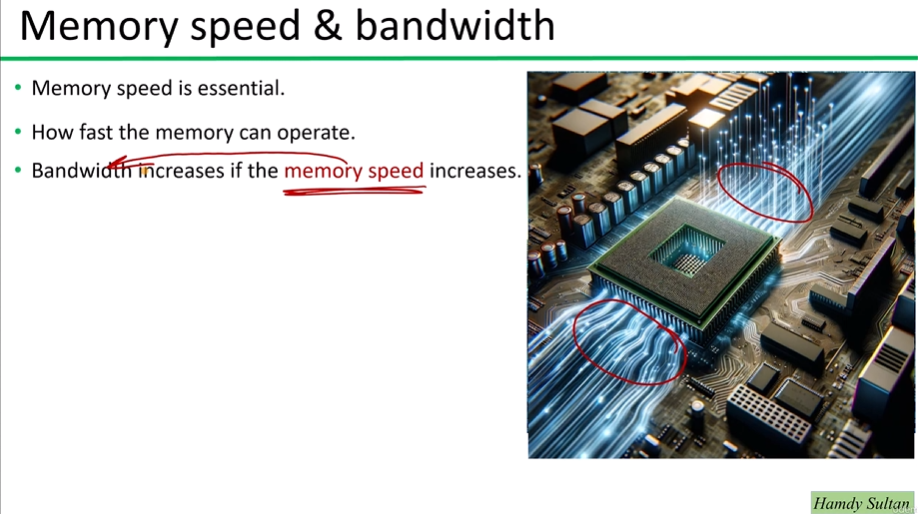 Memory speed & bandwidth
• Memory speed is essential.
• How fast the memory can operate.
• Bandwidth increases if the memory speed increases.
Hamdy Sultan